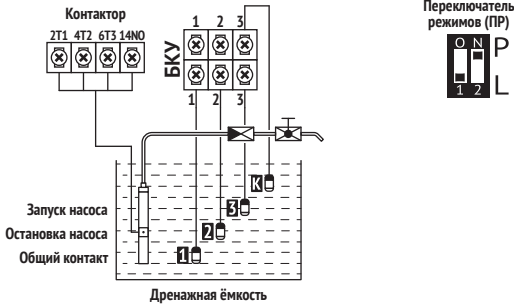 Контактор
2T1 4T2 6T3 14NO
БКУ
1 2 3
1 2 3
Переключатель
режимов (ПР)
O N
P
1 2
L
K
3
2
1
Запуск насоса
Остановка насоса
Общий контакт
Дренажная ёмкость